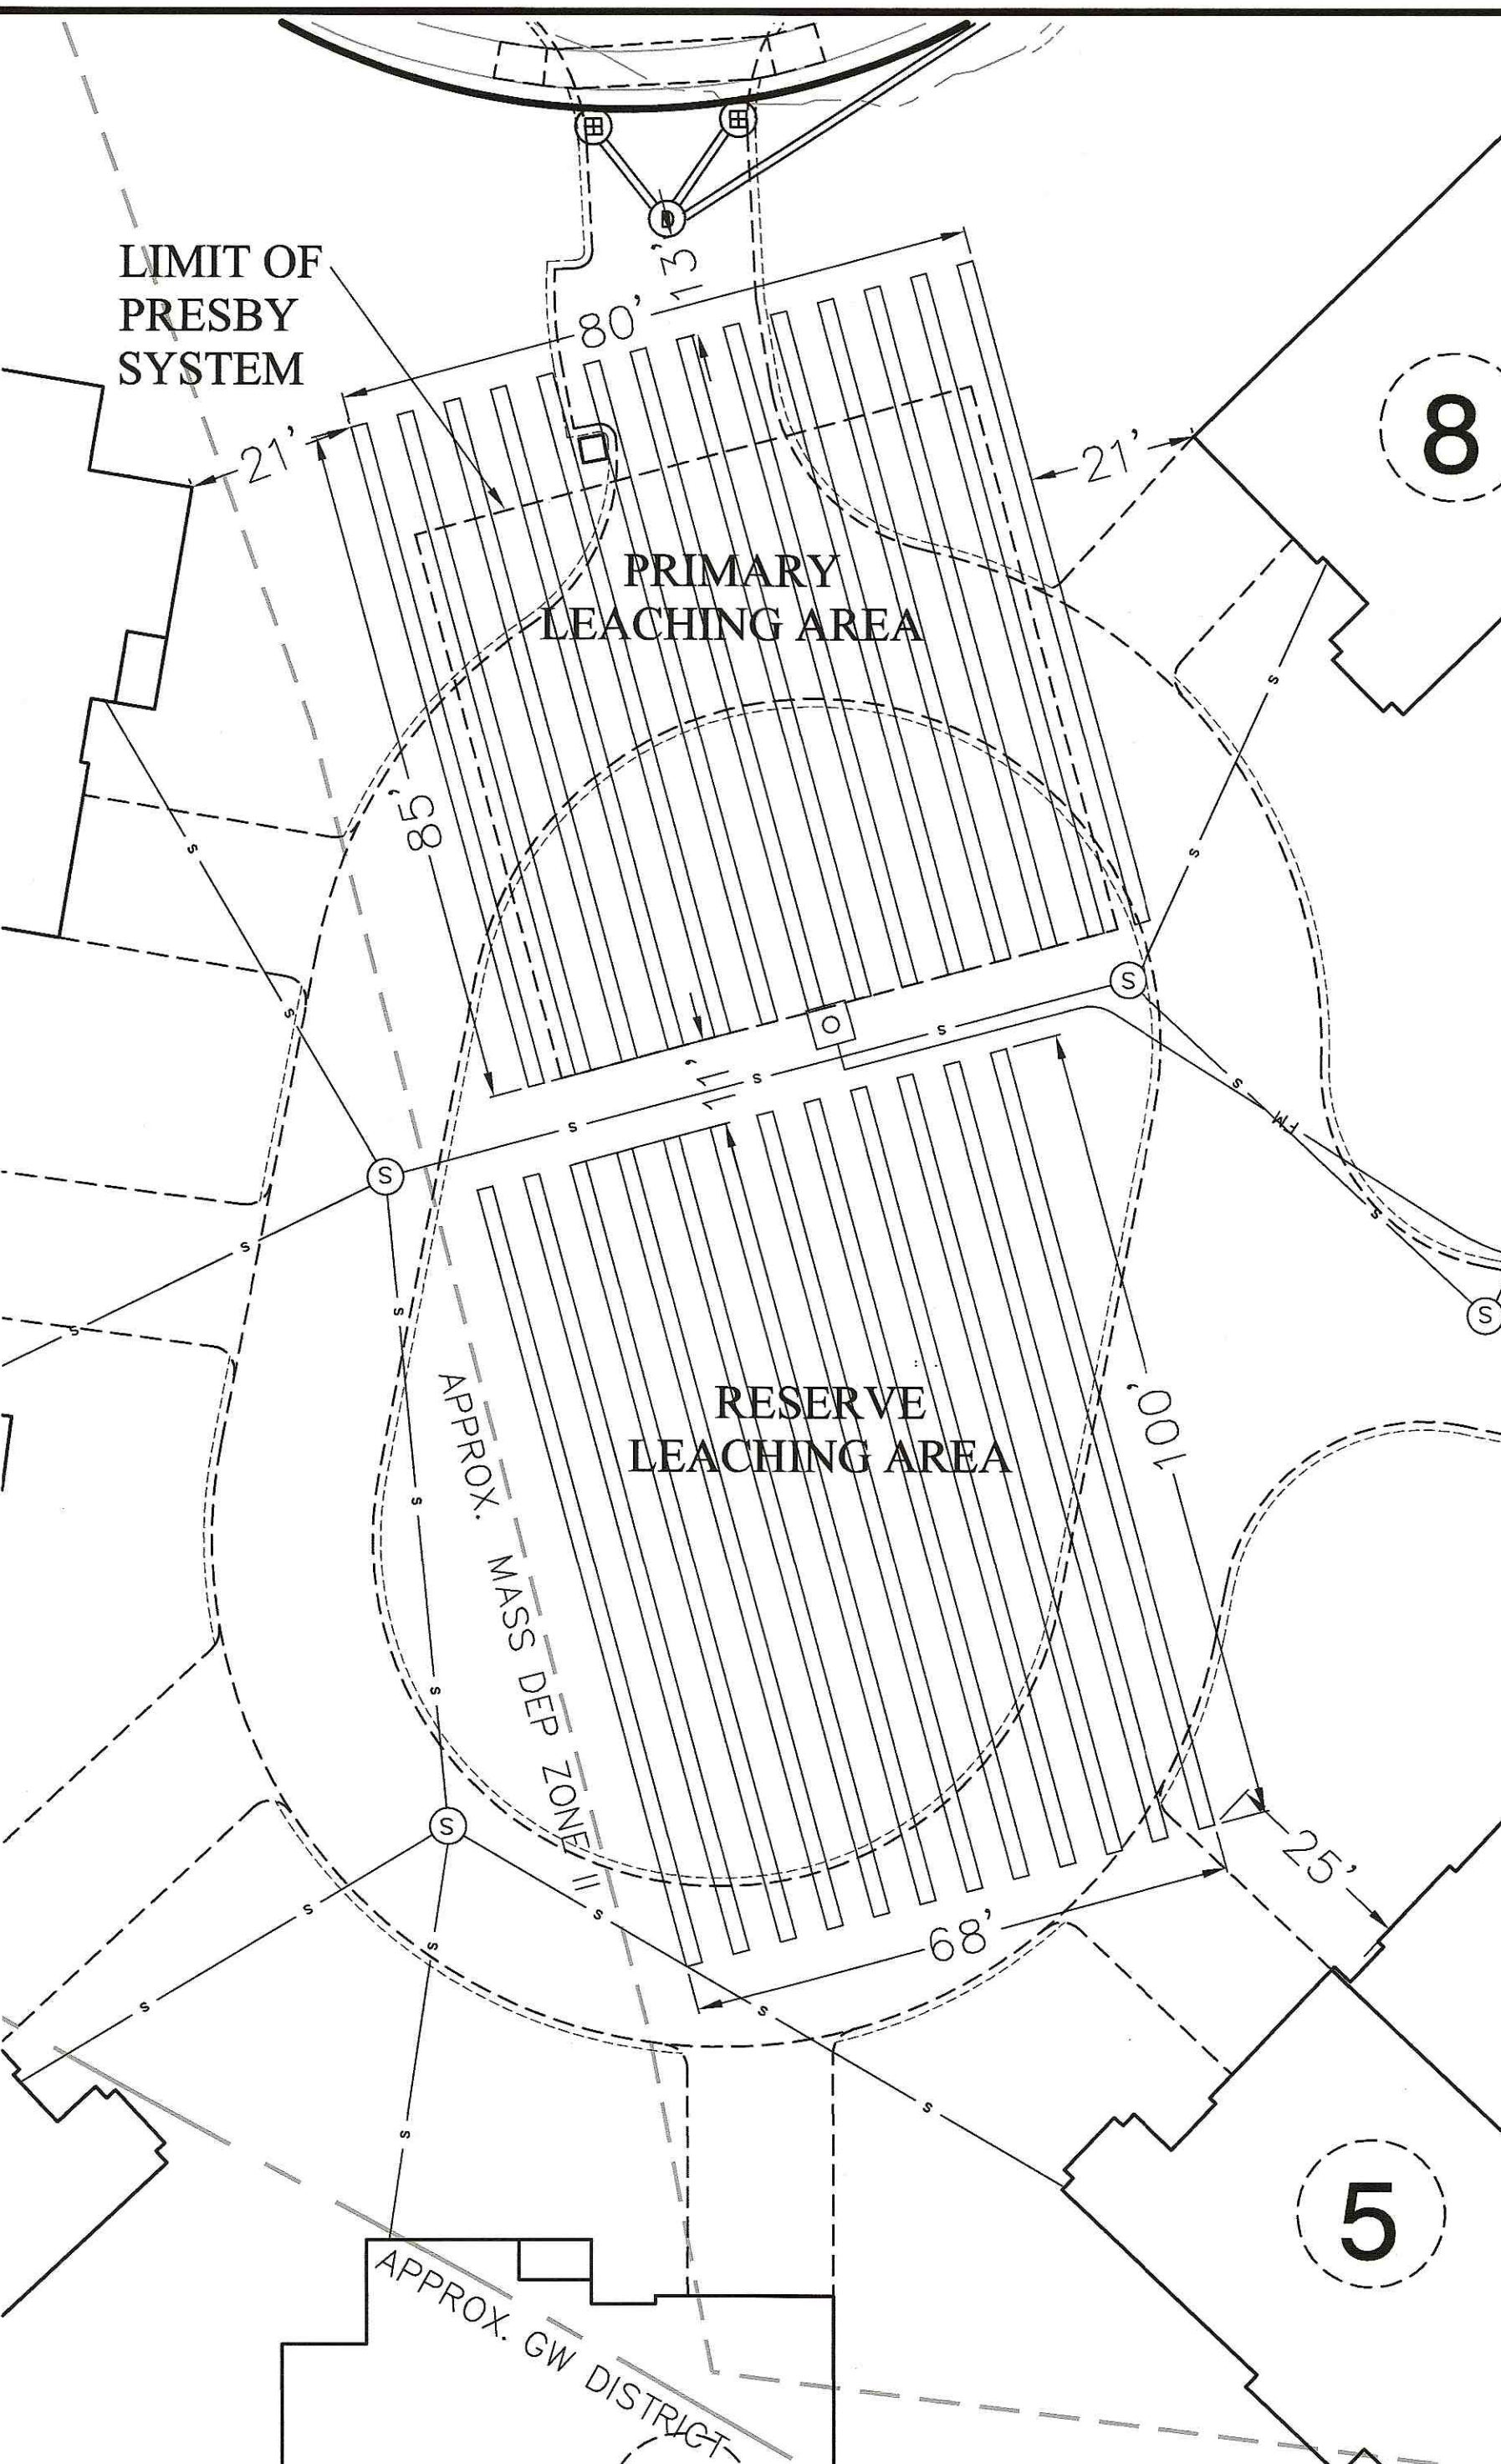 D
13'
LIMIT OF
PRESBY
SYSTEM
80'
21'
21'
8
PRIMARY
LEACHING AREA
S
85'
S
S
S
S
S
11'
S
S
S
FM
S
S
S
S
S
S
S
APPROX. MASS DEP ZONE II
RESERVE
LEACHING AREA
100'
S
S
S
25'
S
S
68'
S
S
S
S
S
5
APPROX. GW DISTRICT